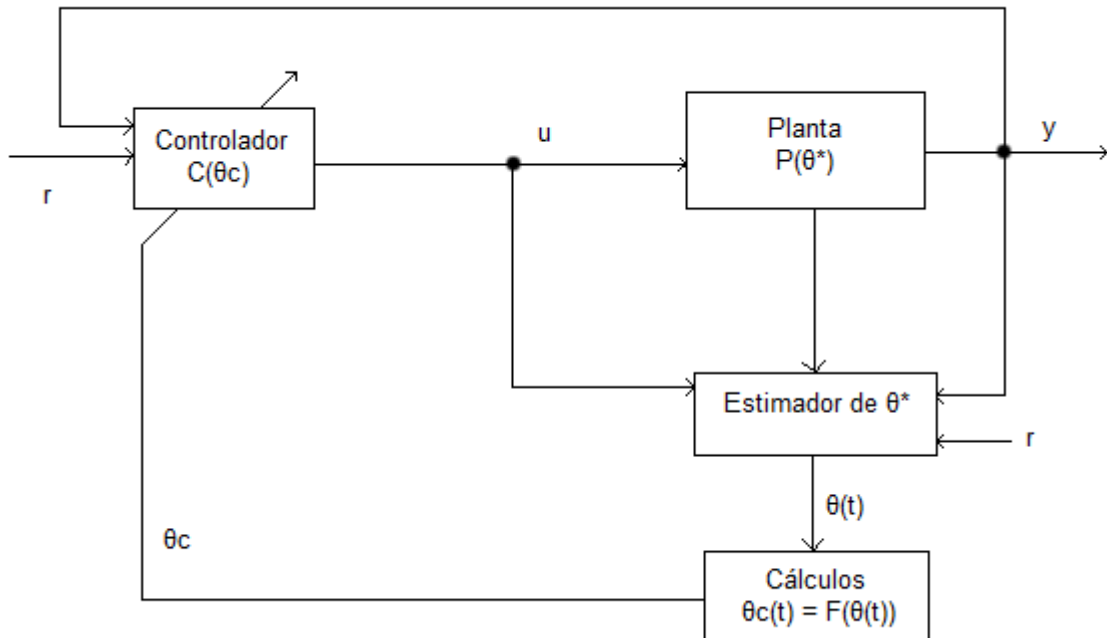 Controlador
C(θc)
r
u
Planta
P(θ*)
y
Estimador de θ*
r
θ(t)
θc
Cálculos
θc(t) = F(θ(t))